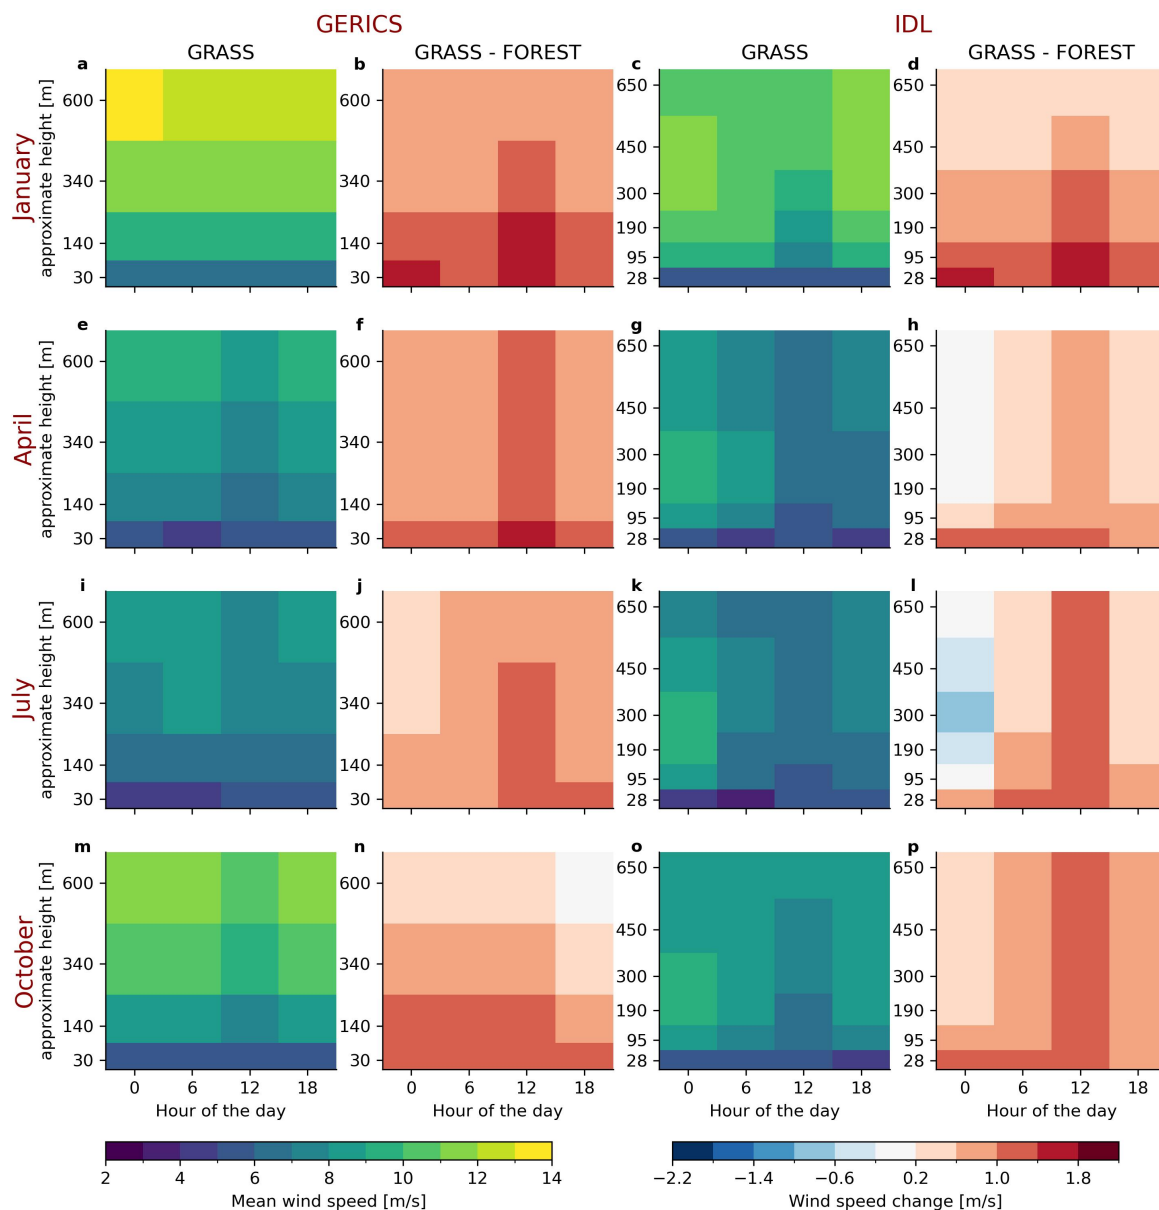 GERICS IDL
GRASS GRASS - FOREST GRASS GRASS - FOREST
a b c d
January
approximate height [m]
600 340 140 30
600 340 140 30
650 450 300 190 95 28
650 450 300 190 95 28
e f g h
April
approximate height [m]
600 340 140 30
600 340 140 30
650 450 300 190 95 28
650 450 300 190 95 28
i j k l
July
approximate height [m]
600 340 140 30
600 340 140 30
650 450 300 190 95 28
650 450 300 190 95 28
m n o p
October
approximate height [m]
600 340 140 30
600 340 140 30
650 450 300 190 95 28
650 450 300 190 95 28
0 6 12 18 0 6 12 18 0 6 12 18 0 6 12 18
Hour of the day Hour of the day Hour of the day Hour of the day
2 4 6 8 10 12 14
Mean wind speed [m/s]
−2.2 −1.4 −0.6 0.2 1.0 1.8
Wind speed change [m/s]